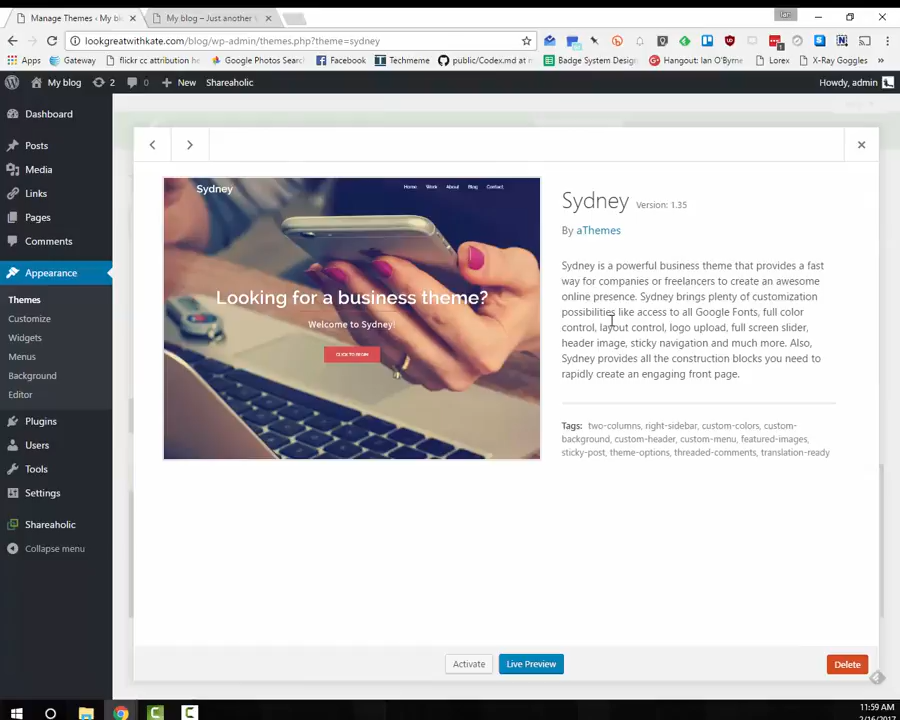 Manage Themes ‹ My b
My blog – Just another
Ian
lookgreatwithkate.com/blog/wp-admin/themes.php?theme=sydney
Apps
Gateway
flickr cc attribution
Google Photos Searc
Facebook
Techmeme
public/Codex.md at
Badge System Design
Hangout: Ian O'Byrne
Lorex
X-Ray Goggles
My blog
2
0
New
Shareaholic
Howdy, admin
Dashboard
Posts
Media
Links
Pages
Comments
Appearance
Themes
Customize
Widgets
Menus
Background
Editor
Plugins
Users
Tools
Settings
Shareaholic
Collapse menu
Sydney
Home Work About Blog Contact
Looking for a business theme?
Welcome to Sydney!
CLICK TO BEGIN
Sydney Version: 1.35
By aThemes
Sydney is a powerful business theme that provides a fast
way for companies or freelancers to create an awesome
online presence. Sydney brings plenty of customization
possibilities like access to all Google Fonts, full color
control, layout control, logo upload, full screen slider,
header image, sticky navigation and much more. Also,
Sydney provides all the construction blocks you need to
rapidly create an engaging front page.
Tags: two-columns, right-sidebar, custom-colors, custom-
background, custom-header, custom-menu, featured-images,
sticky-post, theme-options, threaded-comments, translation-ready
Activate
Live Preview
Delete
11:59 AM
2/16/2017